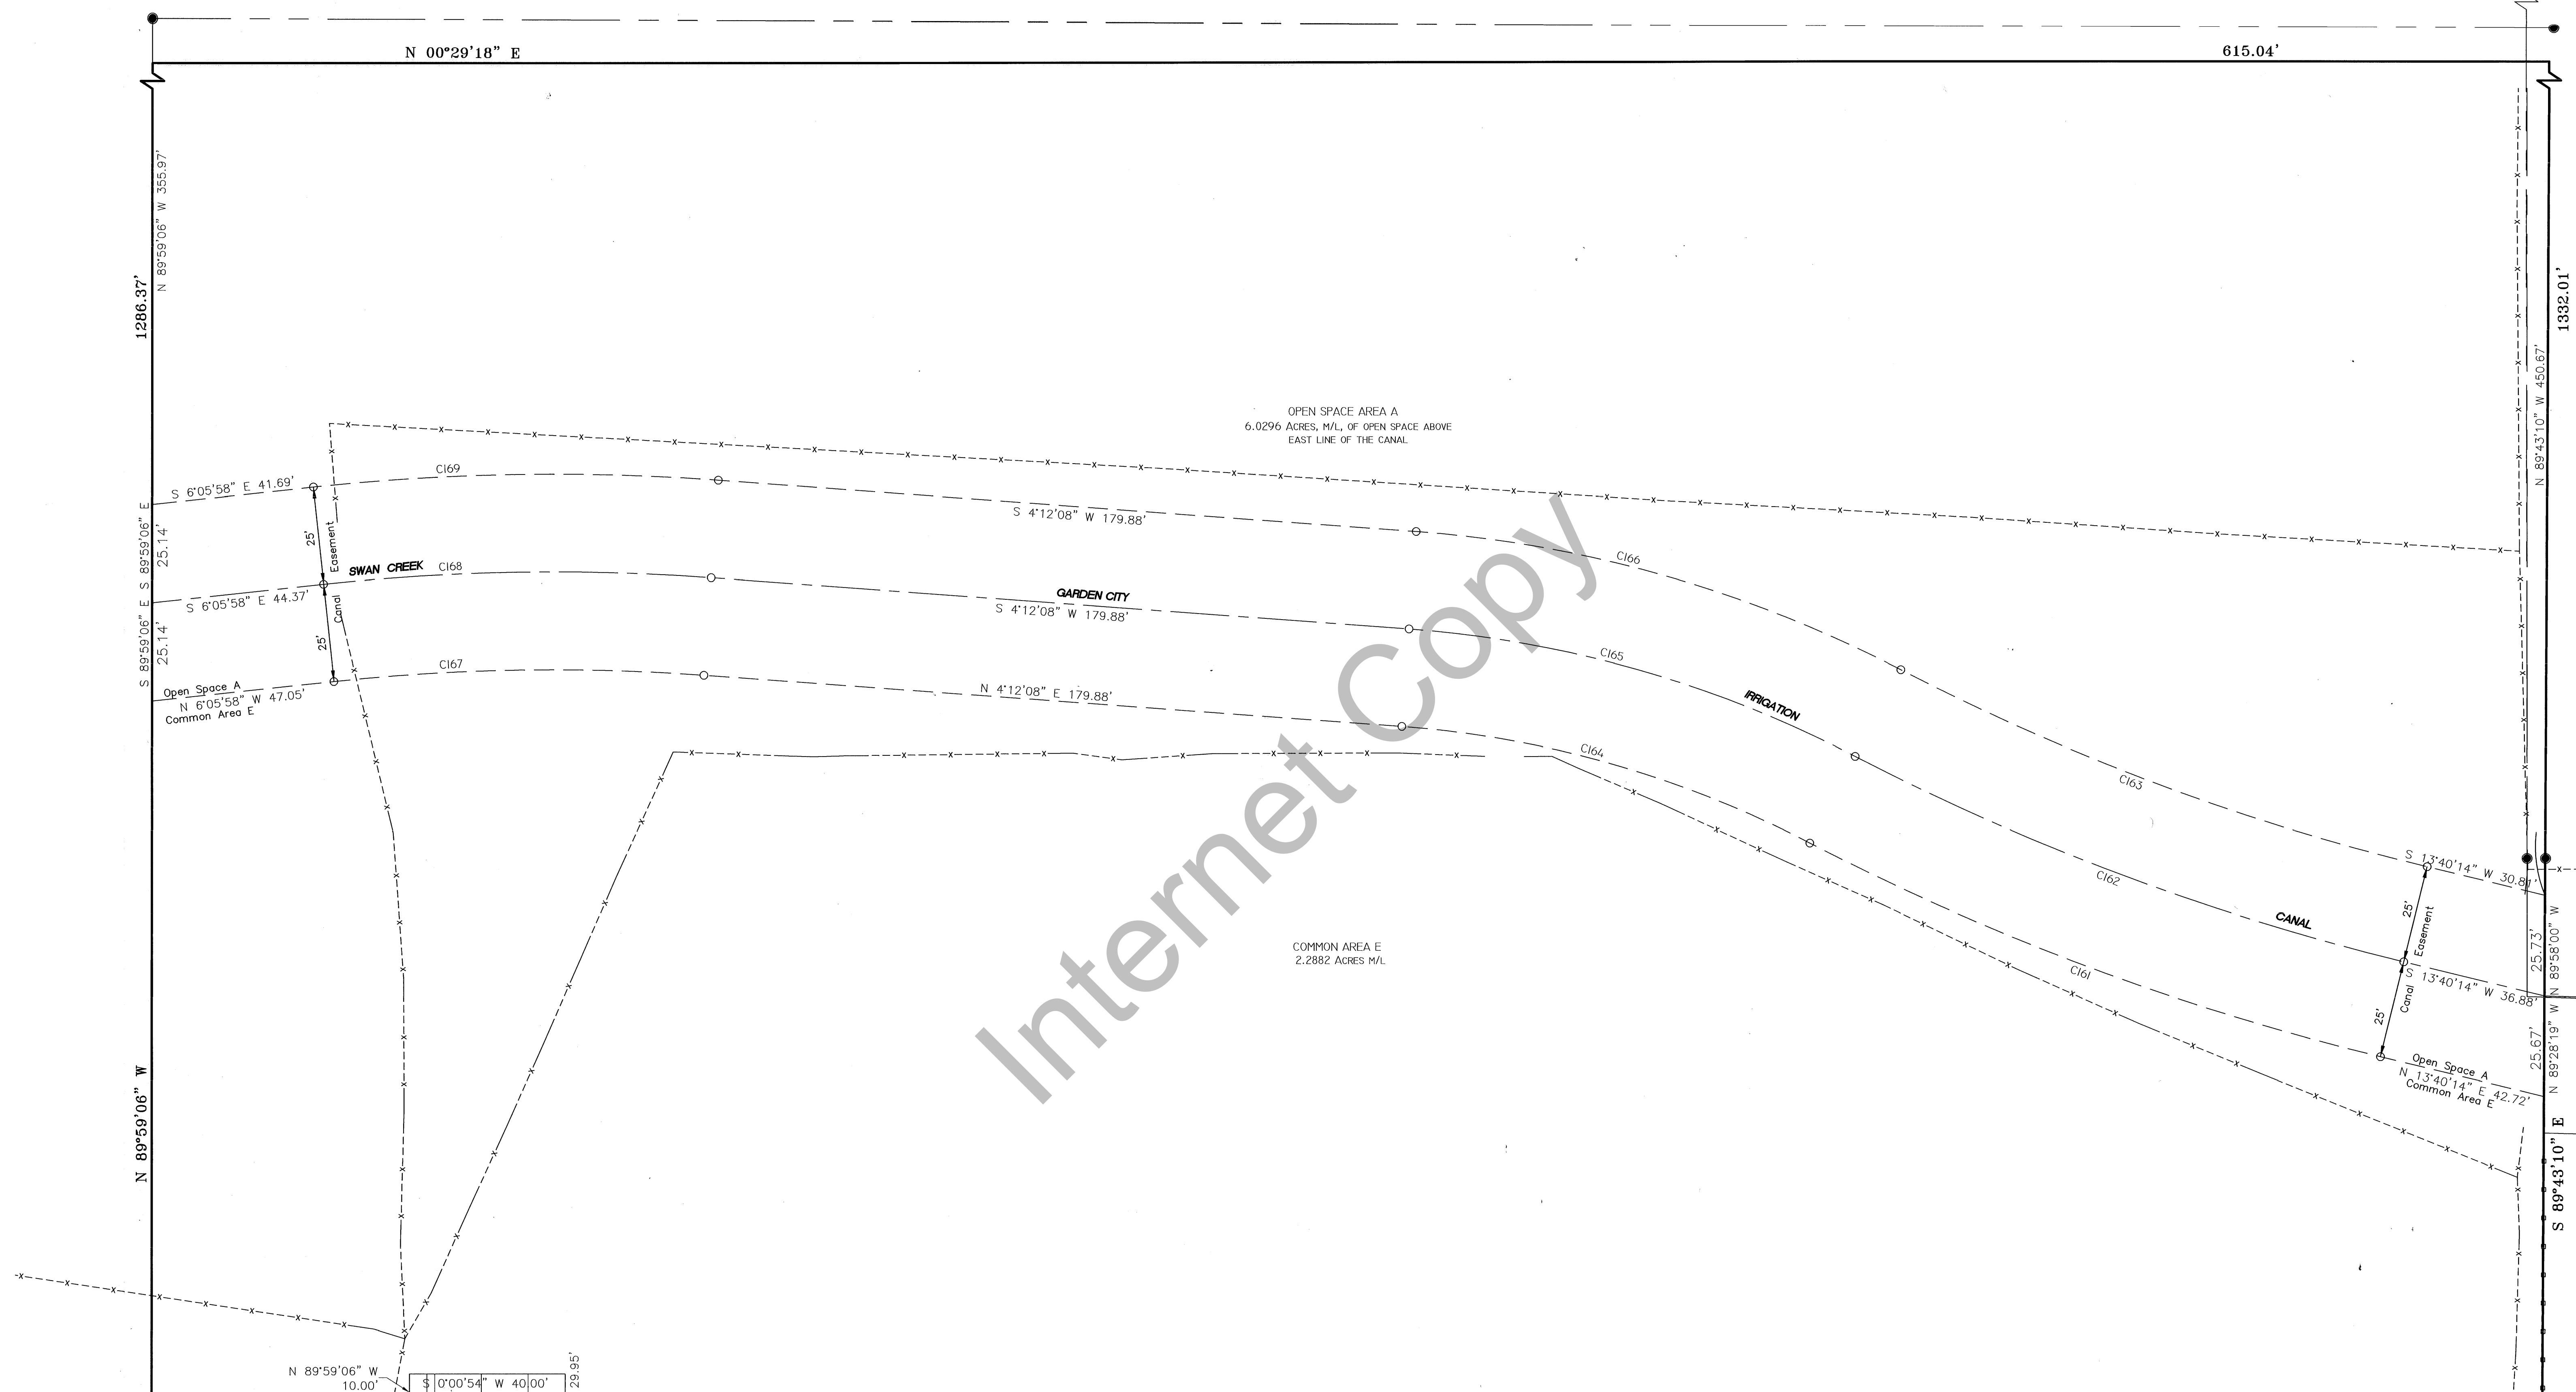 N 00°29'18" E
615.04'
N 89°59'06" W 355.97'
1286.37'
1332.01'
N 89°43'10" W 450.67'
OPEN SPACE AREA A
6.0296 ACRES, M/L, OF OPEN SPACE ABOVE
EAST LINE OF THE CANAL
S 6°05'58" E 41.69'
C169
S 4°12'08" W 179.88'
C166
S 89°59'06" E
25.14'
25'
Easement
SWAN CREEK
C168
GARDEN CITY
S 4°12'08" W 179.88'
C165
IRRIGATION
C163
S 6°05'58" E 44.37'
S 89°59'06" E
25.14'
25'
Canal
C167
N 4°12'08" E 179.88'
C164
Open Space A
N 6°05'58" W 47.05'
Common Area E
C162
S 13°40'14" W 30.81'
25'
Easement
CANAL
25.73'
N 89°58'00" W
COMMON AREA E
2.2882 ACRES M/L
C161
S 13°40'14" W 36.88'
25'
Canal
25.67'
N 89°28'19" W
Open Space A
N 13°40'14" E 42.72'
Common Area E
N 89°59'06" W
S 89°43'10" E
N 89°59'06" W
10.00'
S 0°00'54" W 40.00'
29.95'
Internet Copy